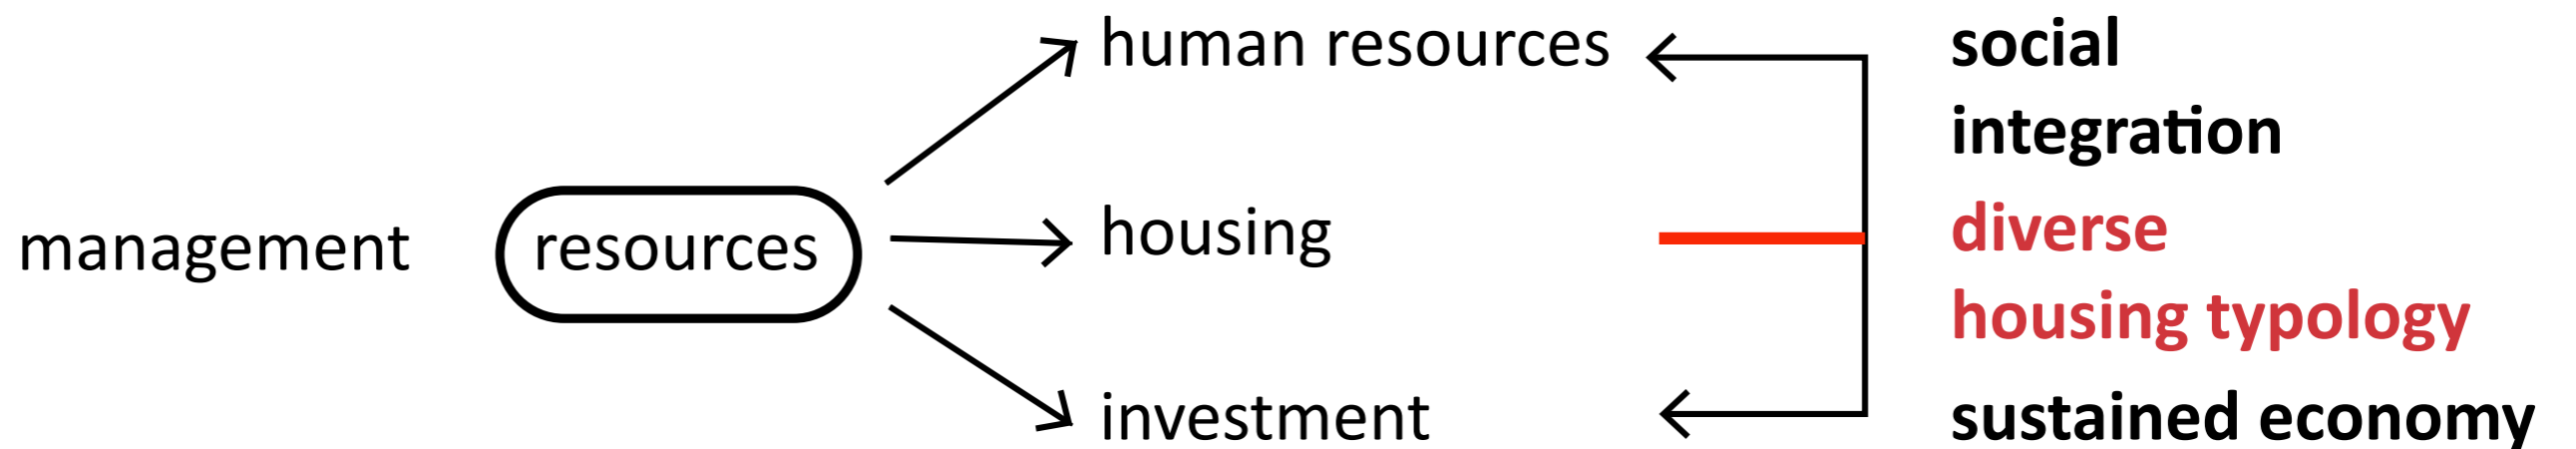 management
resources
human resources
housing
investment
social
integration
diverse
housing typology
sustained economy